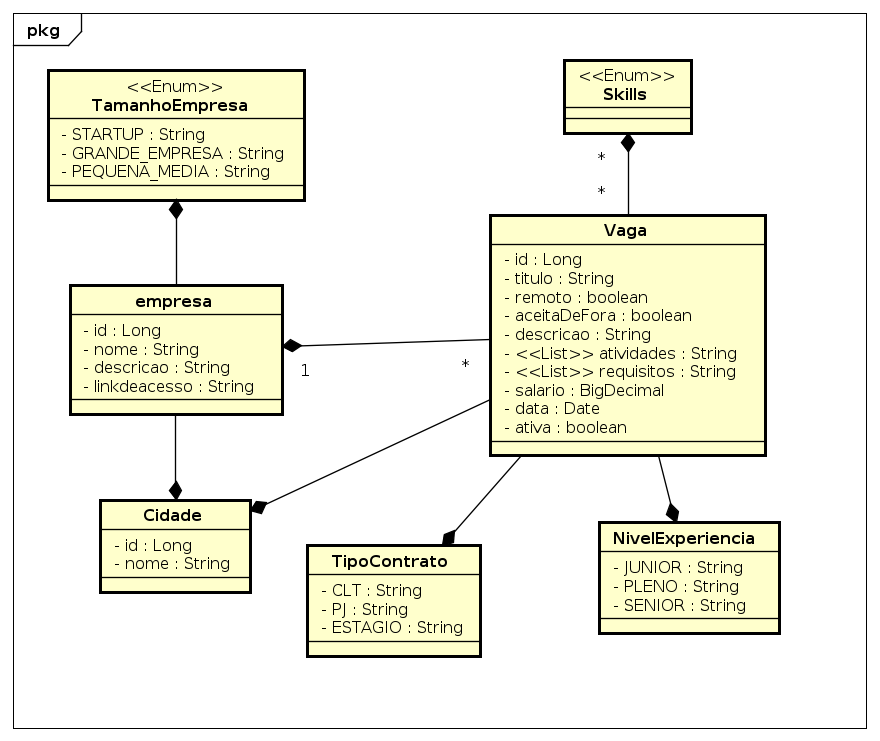 pkg
<<Enum>>
TamanhoEmpresa
- STARTUP : String
- GRANDE_EMPRESA : String
- PEQUENA_MEDIA : String
<<Enum>>
Skills
*
*
Vaga
- id : Long
- titulo : String
- remoto : boolean
- aceitaDeFora : boolean
- descricao : String
- <<List>> atividades : String
- <<List>> requisitos : String
- salario : BigDecimal
- data : Date
- ativa : boolean
empresa
- id : Long
- nome : String
- descricao : String
- linkdeacesso : String
1
*
Cidade
- id : Long
- nome : String
TipoContrato
- CLT : String
- PJ : String
- ESTAGIO : String
NivelExperiencia
- JUNIOR : String
- PLENO : String
- SENIOR : String